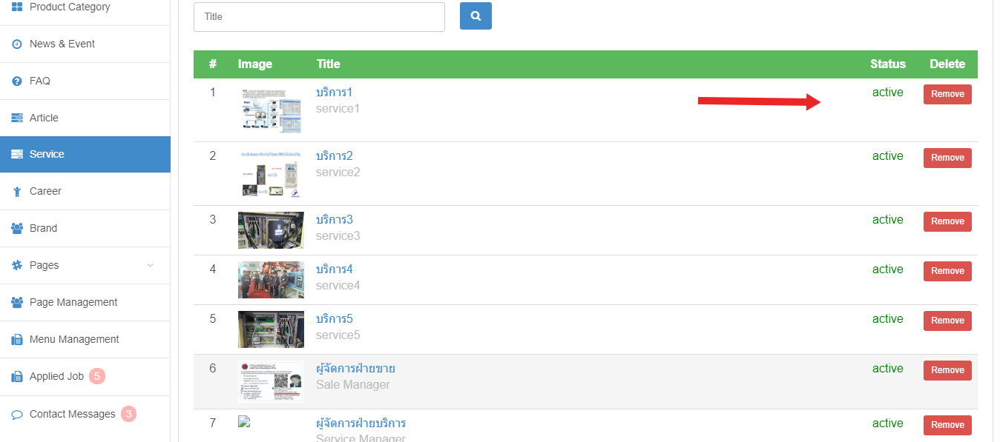 Product Category
News & Event
FAQ
Article
Service
Career
Brand
Pages
Page Management
Menu Management
Applied Job 5
Contact Messages 3
Title
# Image Title Status Delete
1 บริการ1 active Remove
service1
2 บริการ2 active Remove
service2
3 บริการ3 active Remove
service3
4 บริการ4 active Remove
service4
5 บริการ5 active Remove
service5
6 ผู้จัดการฝ่ายขาย active Remove
Sale Manager
7 ผู้จัดการฝ่ายบริการ active Remove
Service Manager